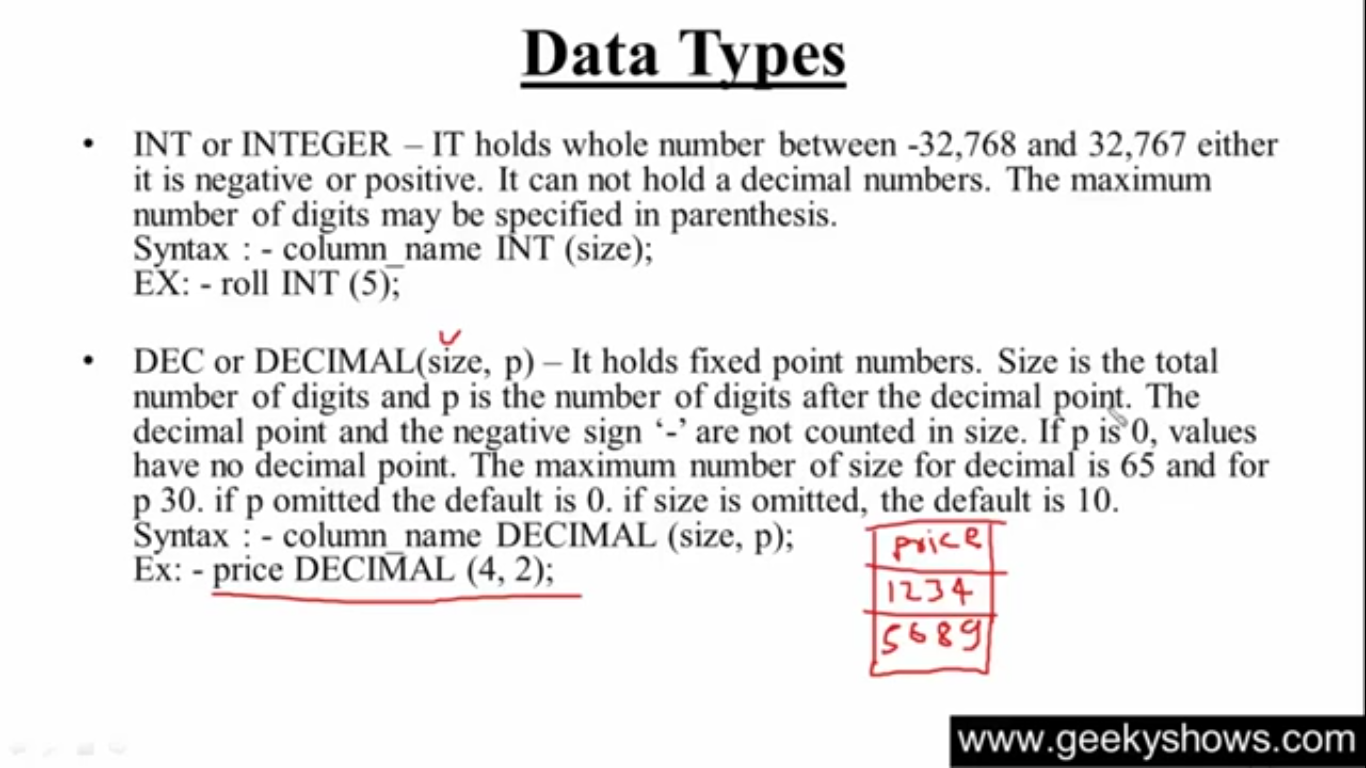 Data Types
• INT or INTEGER – IT holds whole number between -32,768 and 32,767 either
it is negative or positive. It can not hold a decimal numbers. The maximum
number of digits may be specified in parenthesis.
Syntax : - column_name INT (size);
EX: - roll INT (5);
• DEC or DECIMAL(size, p) – It holds fixed point numbers. Size is the total
number of digits and p is the number of digits after the decimal point. The
decimal point and the negative sign ‘-’ are not counted in size. If p is 0, values
have no decimal point. The maximum number of size for decimal is 65 and for
p 30. if p omitted the default is 0. if size is omitted, the default is 10.
Syntax : - column_name DECIMAL (size, p);
Ex: - price DECIMAL (4, 2);
price
1234
5689
www.geekyshows.com